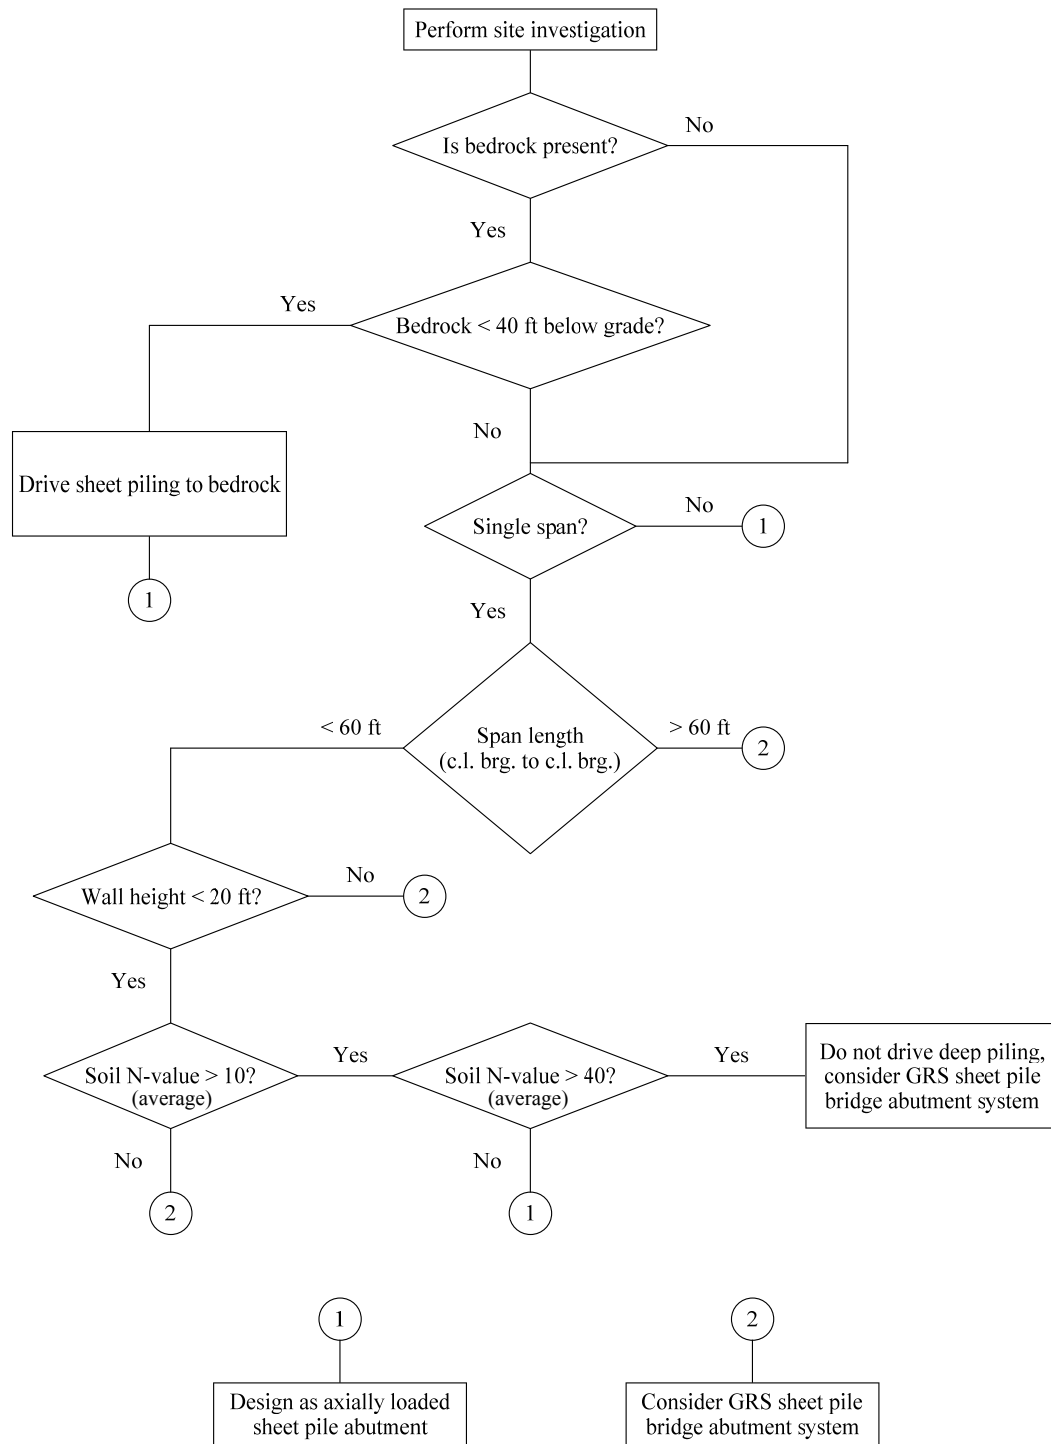 Perform site investigation
No
Is bedrock present?
Yes
Yes
Bedrock < 40 ft below grade?
No
Drive sheet piling to bedrock
No
Single span?
1
1
Yes
< 60 ft
> 60 ft
Span length
(c.l. brg. to c.l. brg.)
2
No
Wall height < 20 ft?
2
Yes
Yes
Yes
Soil N-value > 10?
(average)
Soil N-value > 40?
(average)
Do not drive deep piling,
consider GRS sheet pile
bridge abutment system
No
No
2
1
1
2
Design as axially loaded
sheet pile abutment
Consider GRS sheet pile
bridge abutment system